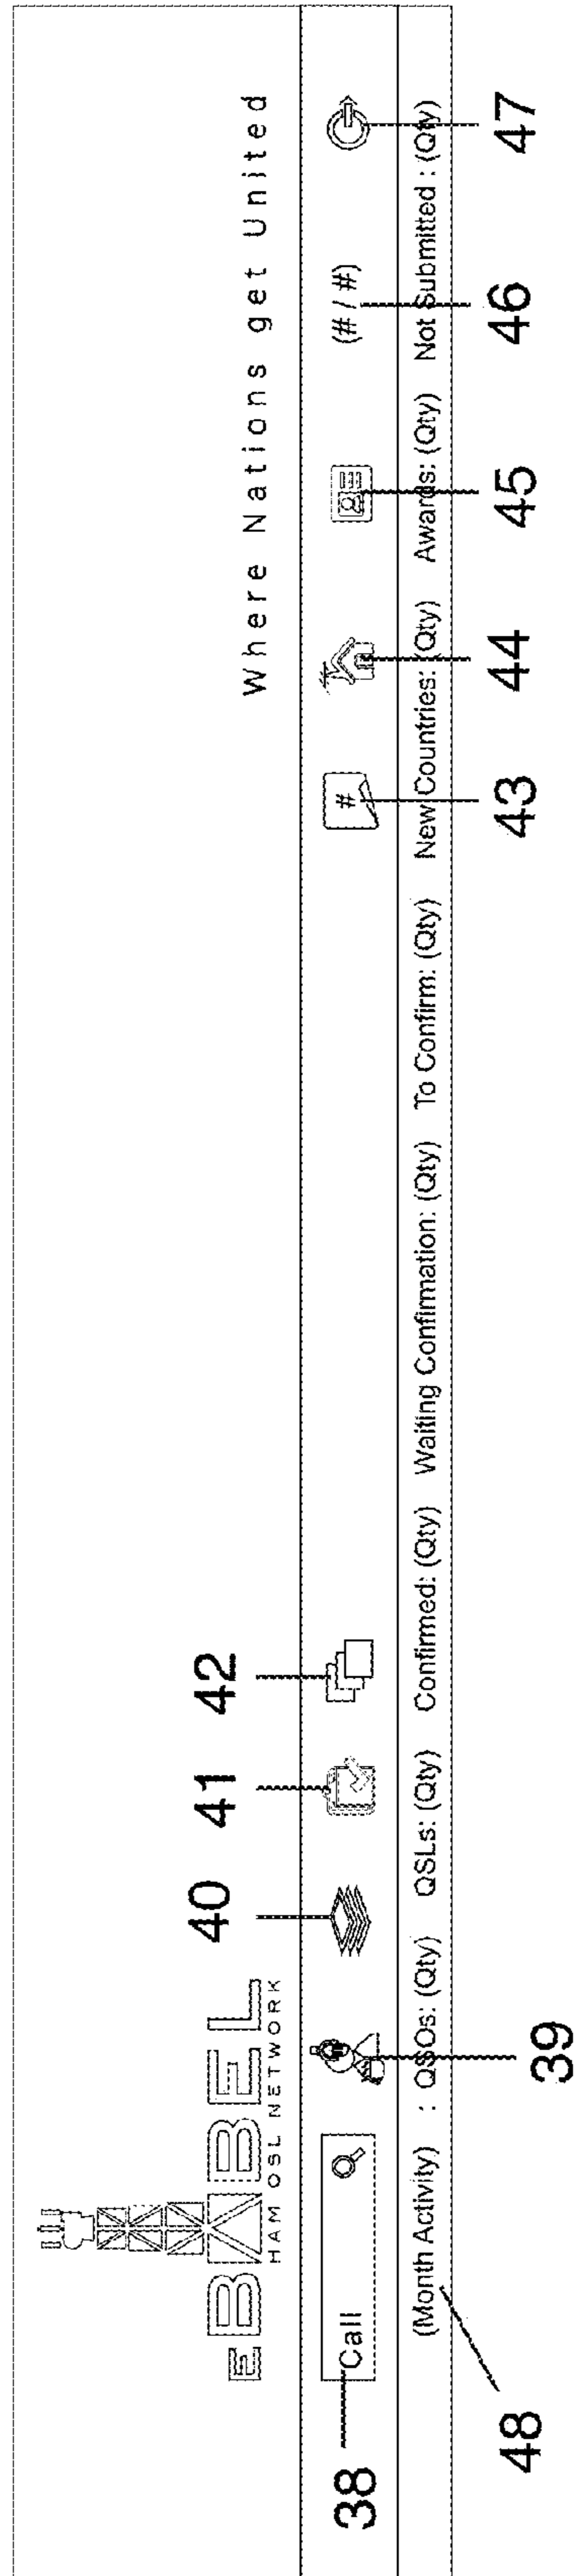 Where Nations get United
EBABEL
HAM QSL NETWORK
40 41 42
38 Call # (# / #)
(Month Activity) : QSOs: (Qty) QSLs: (Qty) Confirmed: (Qty) Waiting Confirmation: (Qty) To Confirm: (Qty) New Countries: (Qty) Awards: (Qty) Not Submitted : (Qty)
48 39 43 44 45 46 47